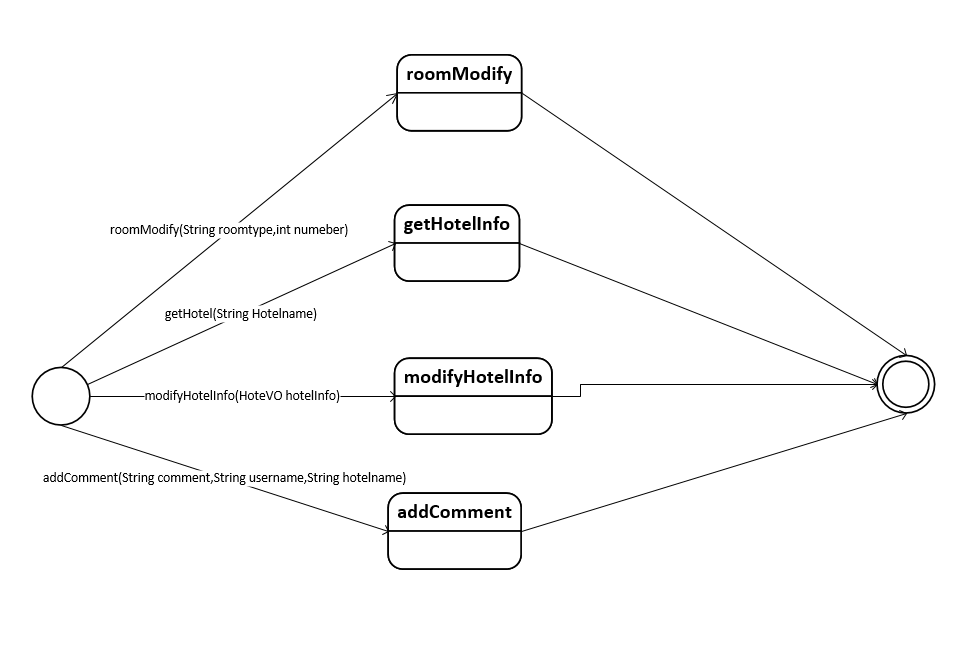 roomModify
roomModify(String roomtype,int numeber)
getHotelInfo
getHotel(String Hotelname)
modifyHotelInfo
modifyHotelInfo(HoteVO hotelInfo)
addComment(String comment,String username,String hotelname)
addComment